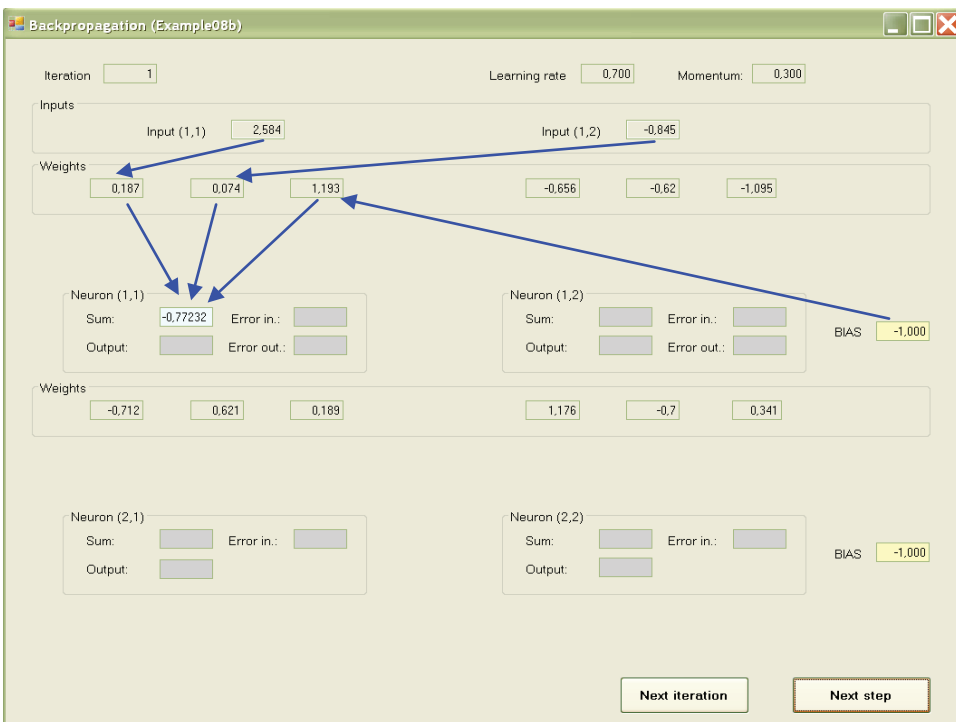 Backpropagation (Example08b)
Iteration 1 Learning rate 0,700 Momentum: 0,300
Inputs
Input (1,1) 2,584 Input (1,2) -0,845
Weights
0,187 0,074 1,193 -0,656 -0,62 -1,095
Neuron (1,1) Neuron (1,2)
Sum: -0,77232 Error in.: Sum: Error in.:
BIAS -1,000
Output: Error out.: Output: Error out.:
Weights
-0,712 0,621 0,189 1,176 -0,7 0,341
Neuron (2,1) Neuron (2,2)
Sum: Error in.: Sum: Error in.:
BIAS -1,000
Output: Output:
Next iteration Next step